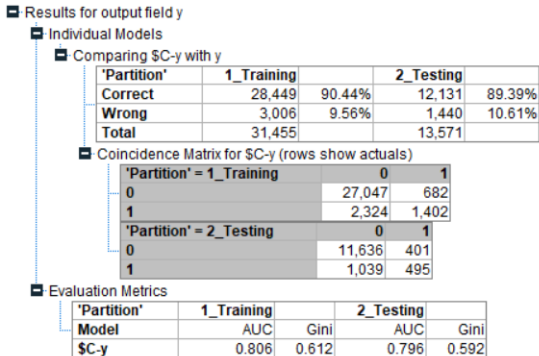 Results for output field y
Individual Models
Comparing $C-y with y
'Partition' 1_Training 2_Testing
Correct 28,449 90.44% 12,131 89.39%
Wrong 3,006 9.56% 1,440 10.61%
Total 31,455 13,571
Coincidence Matrix for $C-y (rows show actuals)
'Partition' = 1_Training 0 1
0 27,047 682
1 2,324 1,402
'Partition' = 2_Testing 0 1
0 11,636 401
1 1,039 495
Evaluation Metrics
'Partition' 1_Training 2_Testing
Model AUC Gini AUC Gini
$C-y 0.806 0.612 0.796 0.592